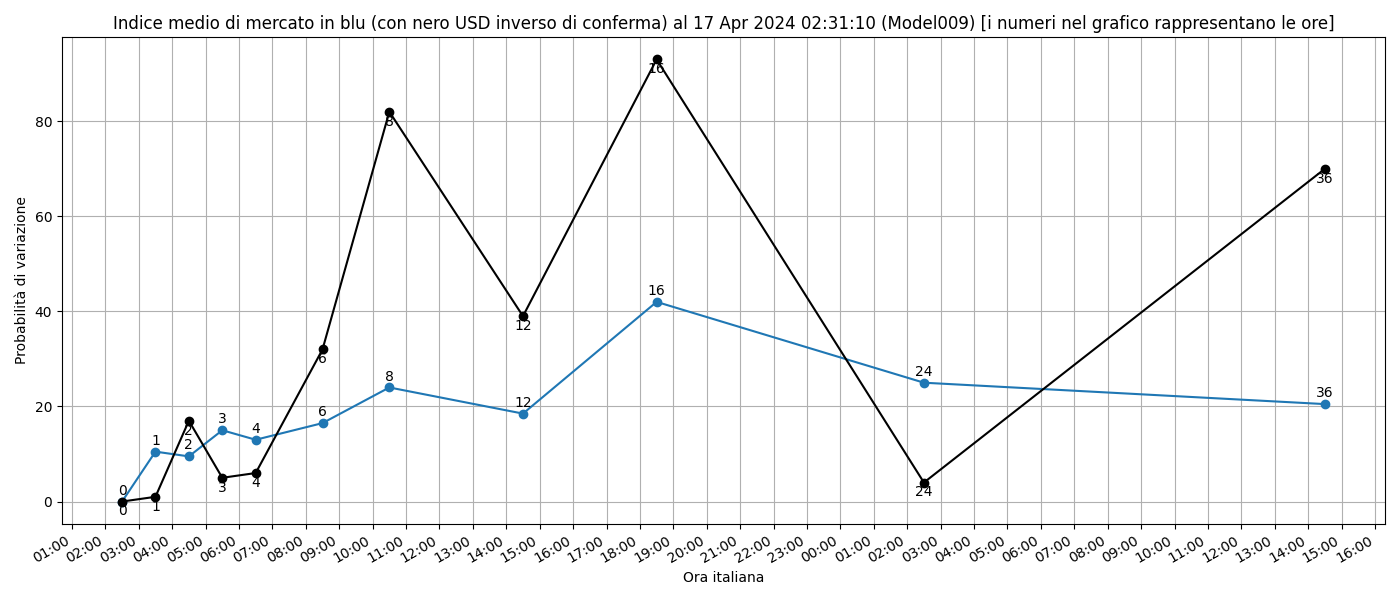 Indice medio di mercato in blu (con nero USD inverso di conferma) al 17 Apr 2024 02:31:10 (Model009) [i numeri nel grafico rappresentano le ore]
Probabilità di variazione
80
60
40
20
0
0 1 2 3 4 6 8 12 16 24 36
0 1 2 3 4 6 8 12 16 24 36
01:00 02:00 03:00 04:00 05:00 06:00 07:00 08:00 09:00 10:00 11:00 12:00 13:00 14:00 15:00 16:00 17:00 18:00 19:00 20:00 21:00 22:00 23:00 00:00 01:00 02:00 03:00 04:00 05:00 06:00 07:00 08:00 09:00 10:00 11:00 12:00 13:00 14:00 15:00 16:00
Ora italiana